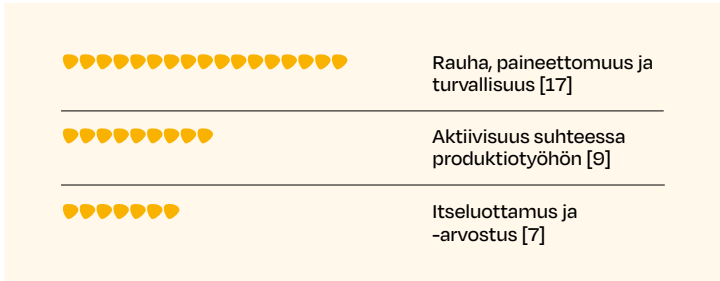 Rauha, paineettomuus ja
turvallisuus [17]
Aktiivisuus suhteessa
produktiotyöhön [9]
Itseluottamus ja
-arvostus [7]